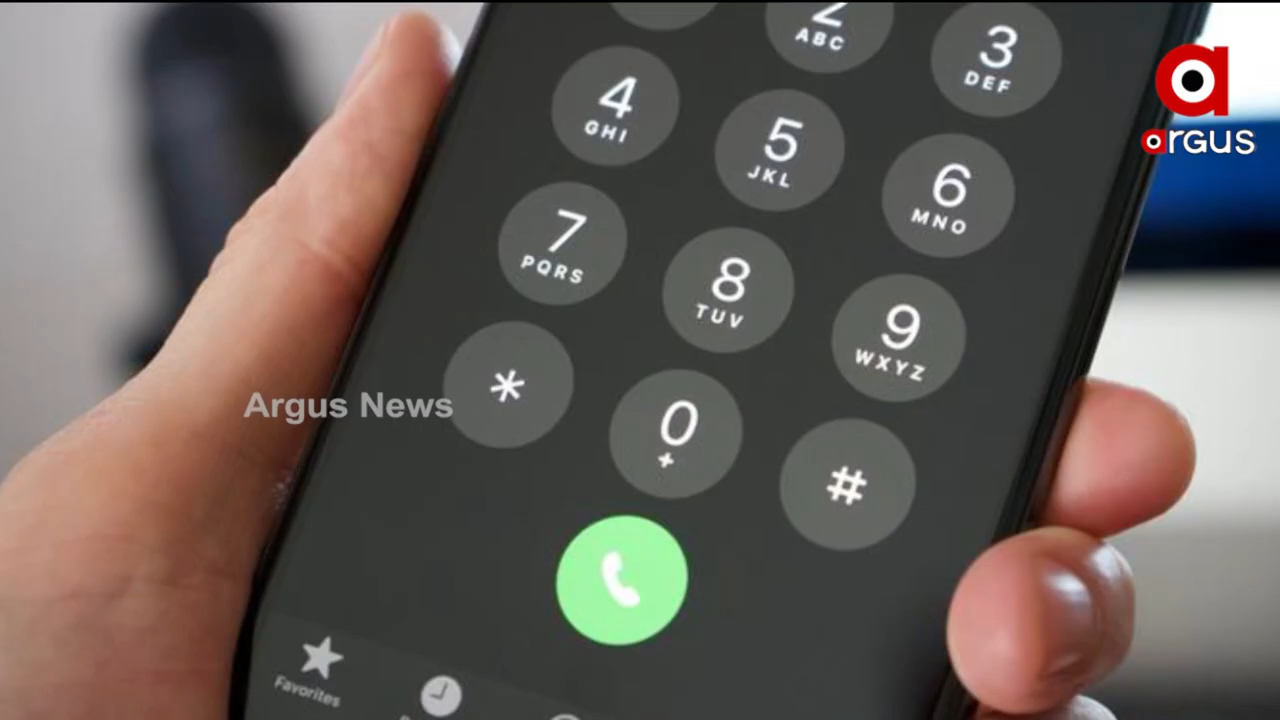 2
ABC
3
DEF
4
GHI
5
JKL
6
MNO
7
PQRS
8
TUV
9
WXYZ
*
0
+
#
Favorites
argus
Argus News